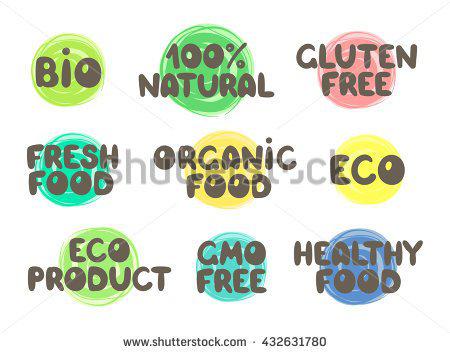 BiO
100%
NATURAL
GLUTEN
FREE
FRESH
FOOD
ORGANiC
FOOD
ECO
ECO
PRODUCT
GMO
FREE
HEALTHY
FOOD
shutterstock
www.shutterstock.com · 432631780